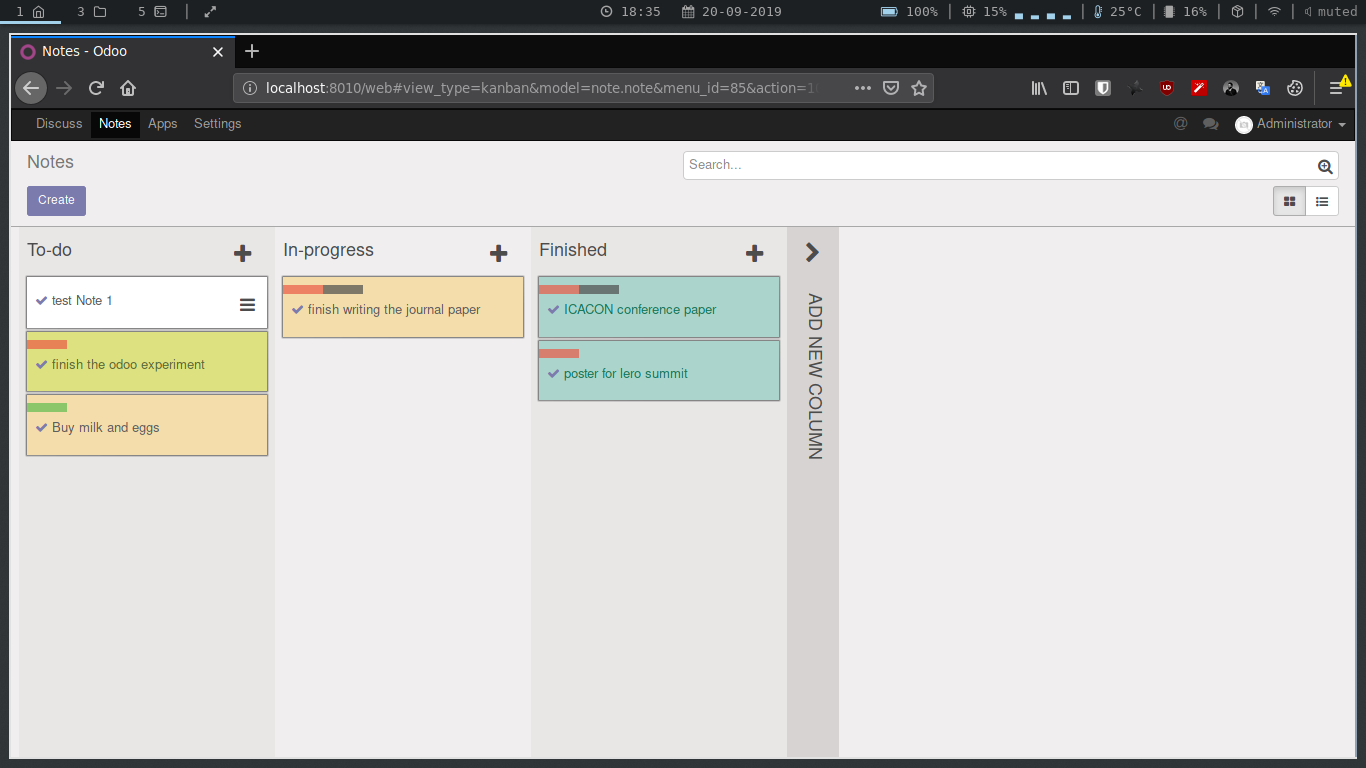 1 3 5 18:35 20-09-2019 100% 15% 25°C 16% muted
Notes - Odoo
localhost:8010/web#view_type=kanban&model=note.note&menu_id=85&action=1
Discuss Notes Apps Settings Administrator
Notes
Search...
Create
To-do In-progress Finished
test Note 1
finish the odoo experiment
Buy milk and eggs
finish writing the journal paper
ICACON conference paper
poster for lero summit
ADD NEW COLUMN